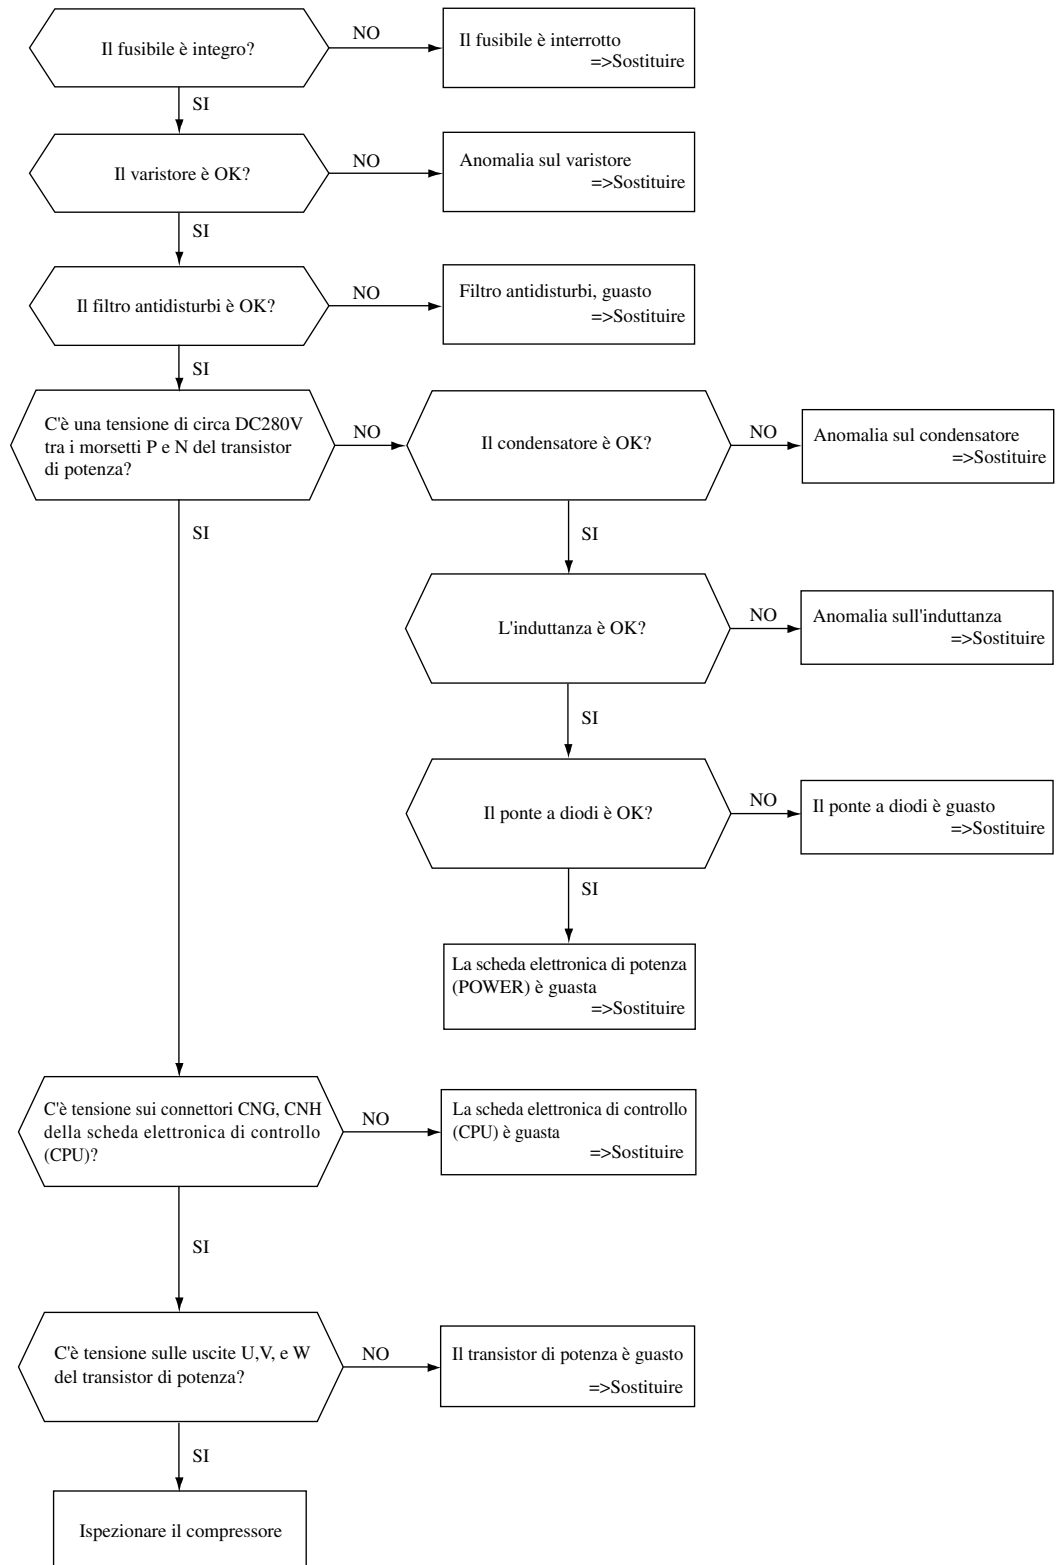 Il fusibile è integro?
NO
Il fusibile è interrotto
=>Sostituire
SI
Il varistore è OK?
NO
Anomalia sul varistore
=>Sostituire
SI
Il filtro antidisturbi è OK?
NO
Filtro antidisturbi, guasto
=>Sostituire
SI
C'è una tensione di circa DC280V
tra i morsetti P e N del transistor
di potenza?
NO
Il condensatore è OK?
NO
Anomalia sul condensatore
=>Sostituire
SI
SI
L'induttanza è OK?
NO
Anomalia sull'induttanza
=>Sostituire
SI
Il ponte a diodi è OK?
NO
Il ponte a diodi è guasto
=>Sostituire
SI
La scheda elettronica di potenza
(POWER) è guasta
=>Sostituire
C'è tensione sui connettori CNG, CNH
della scheda elettronica di controllo
(CPU)?
NO
La scheda elettronica di controllo
(CPU) è guasta
=>Sostituire
SI
C'è tensione sulle uscite U,V, e W
del transistor di potenza?
NO
Il transistor di potenza è guasto
=>Sostituire
SI
Ispezionare il compressore